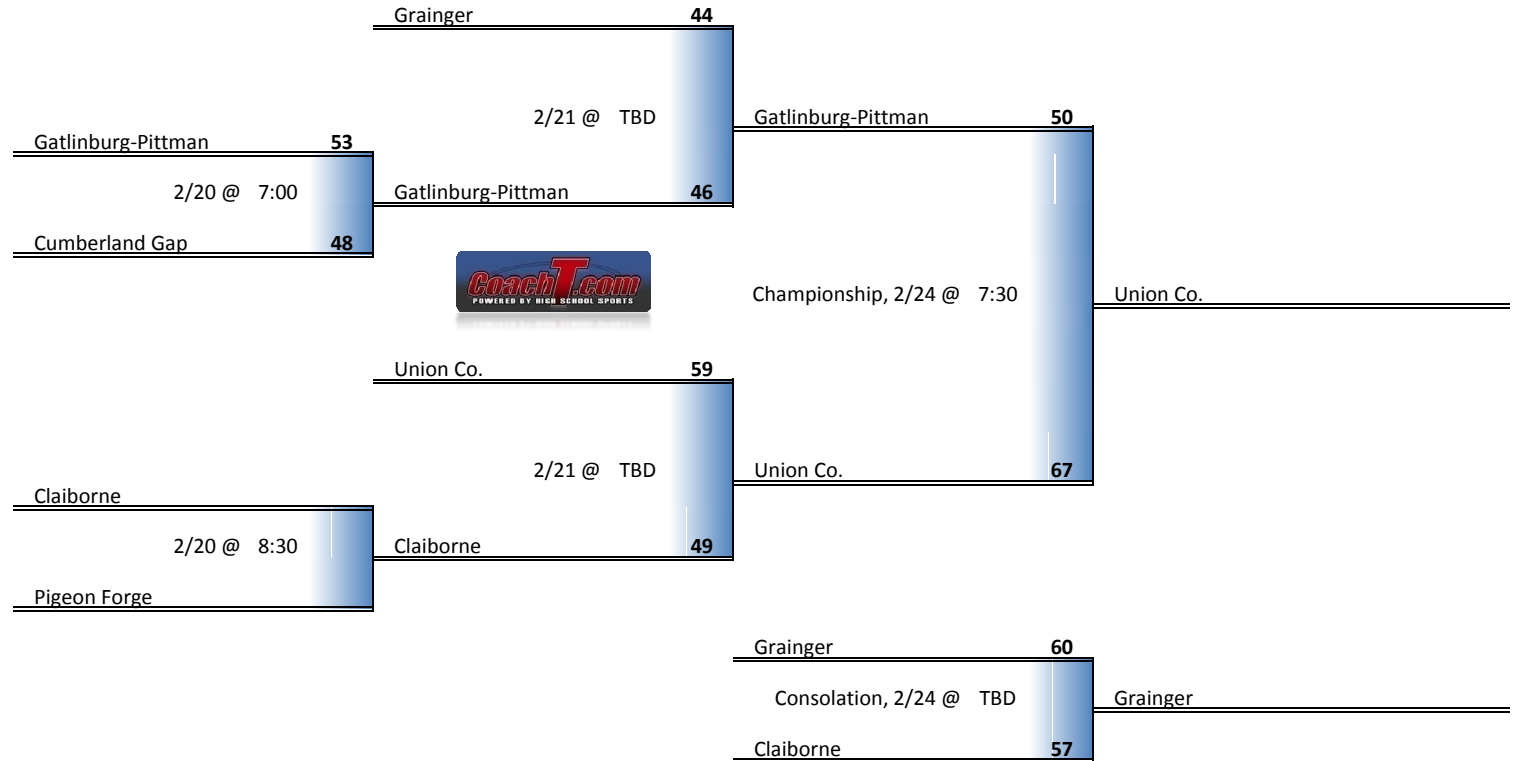 Grainger 44
2/21 @ TBD
Gatlinburg-Pittman 50
Gatlinburg-Pittman 53
2/20 @ 7:00
Gatlinburg-Pittman 46
Cumberland Gap 48
CoachT.com
POWERED BY HIGH SCHOOL SPORTS
Championship, 2/24 @ 7:30
Union Co.
Union Co. 59
2/21 @ TBD
Union Co. 67
Claiborne
2/20 @ 8:30
Claiborne 49
Pigeon Forge
Grainger 60
Consolation, 2/24 @ TBD
Grainger
Claiborne 57